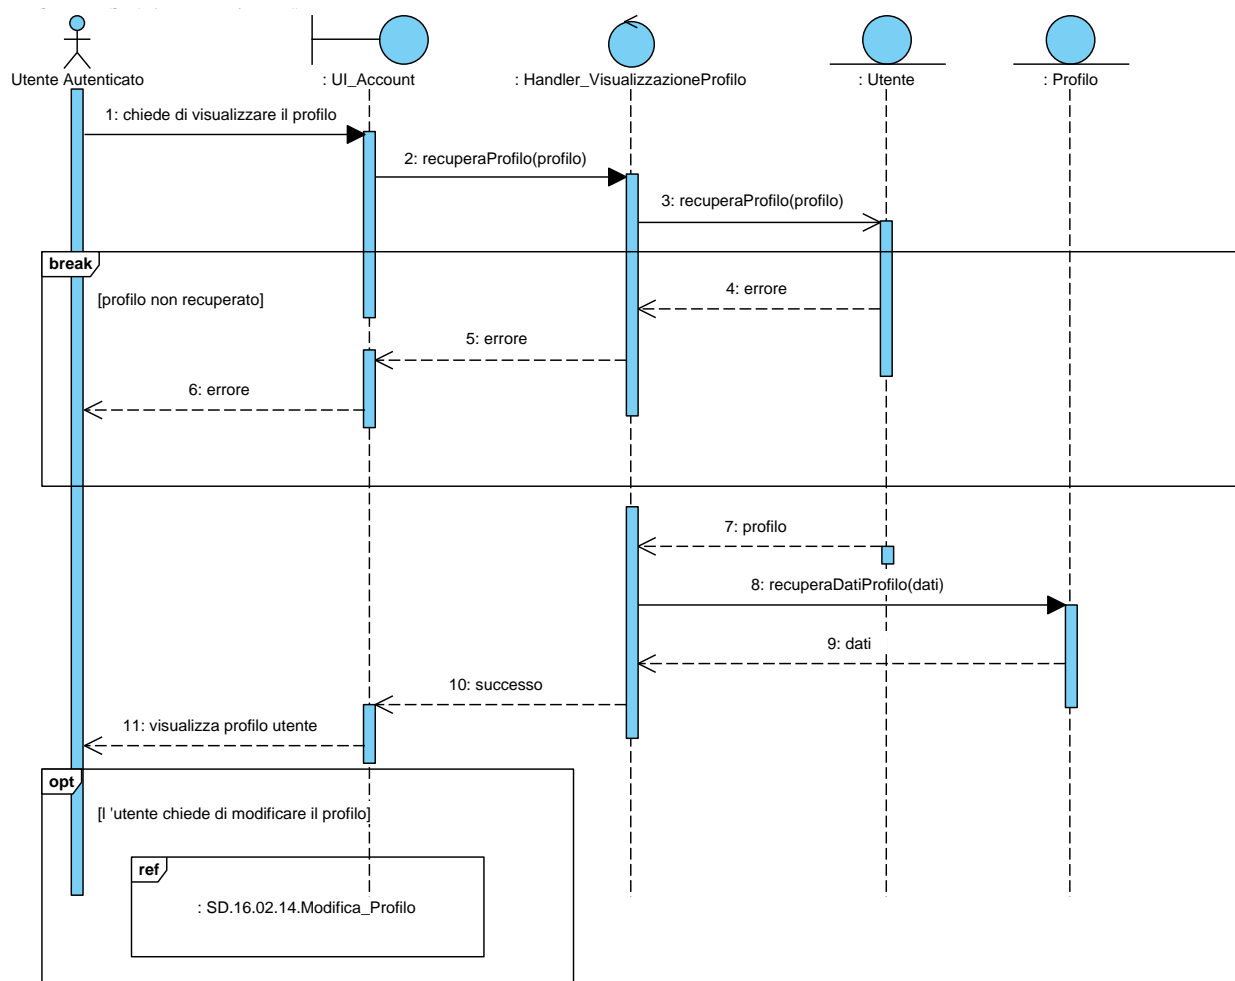 Utente Autenticato
: UI_Account
: Handler_VisualizzazioneProfilo
: Utente
: Profilo
1: chiede di visualizzare il profilo
2: recuperaProfilo(profilo)
3: recuperaProfilo(profilo)
break
[profilo non recuperato]
4: errore
5: errore
6: errore
7: profilo
8: recuperaDatiProfilo(dati)
9: dati
10: successo
11: visualizza profilo utente
opt
[l 'utente chiede di modificare il profilo]
ref
: SD.16.02.14.Modifica_Profilo